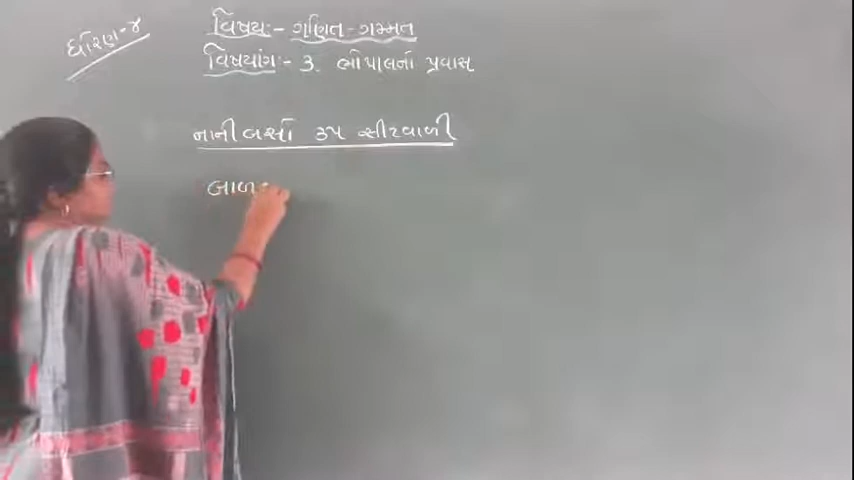 ધોરણ-૪
વિષય:- ગણિત-ગમ્મત
વિષયાંગ:- ૩. ભોપાલનો પ્રવાસ
નાની બસો ૩૫ સીટવાળી
બાળ